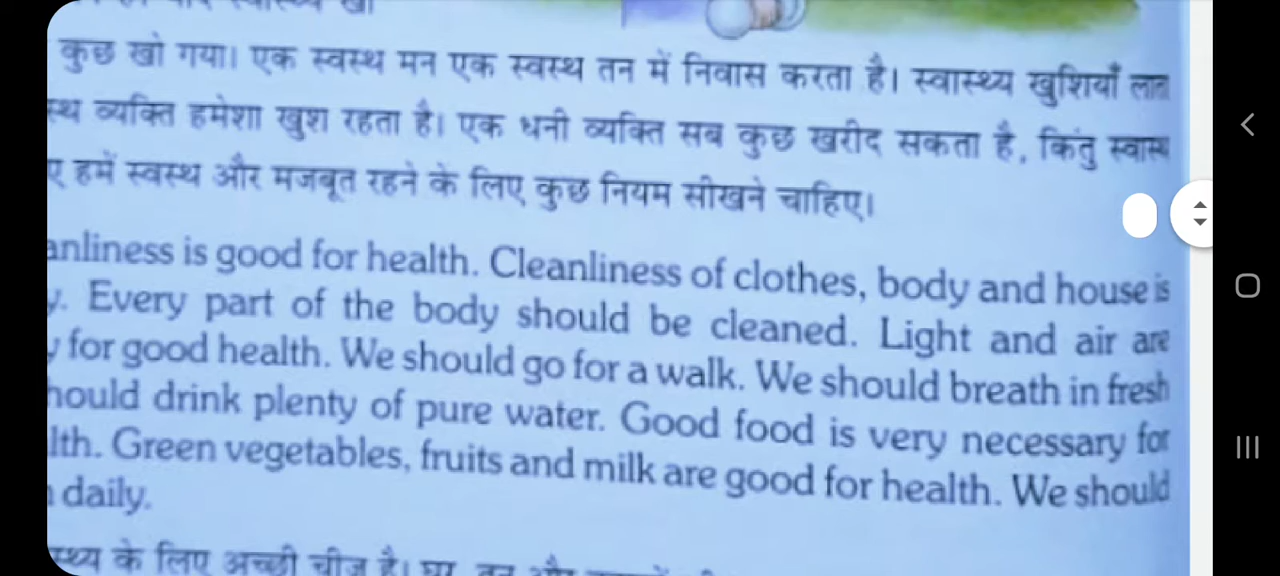 कुछ खो गया। एक स्वस्थ मन एक स्वस्थ तन में निवास करता है। स्वास्थ्य खुशियाँ
व्यक्ति हमेशा खुश रहता है। एक धनी व्यक्ति सब कुछ खरीद सकता है, किंतु
हमें स्वस्थ और मजबूत रहने के लिए कुछ नियम सीखने चाहिए।
anliness is good for health. Cleanliness of clothes, body and house is
y. Every part of the body should be cleaned. Light and air are
y for good health. We should go for a walk. We should breath in fresh
hould drink plenty of pure water. Good food is very necessary for
lth. Green vegetables, fruits and milk are good for health. We should
daily.
के लिए अच्छी चीज है। घर, तन और